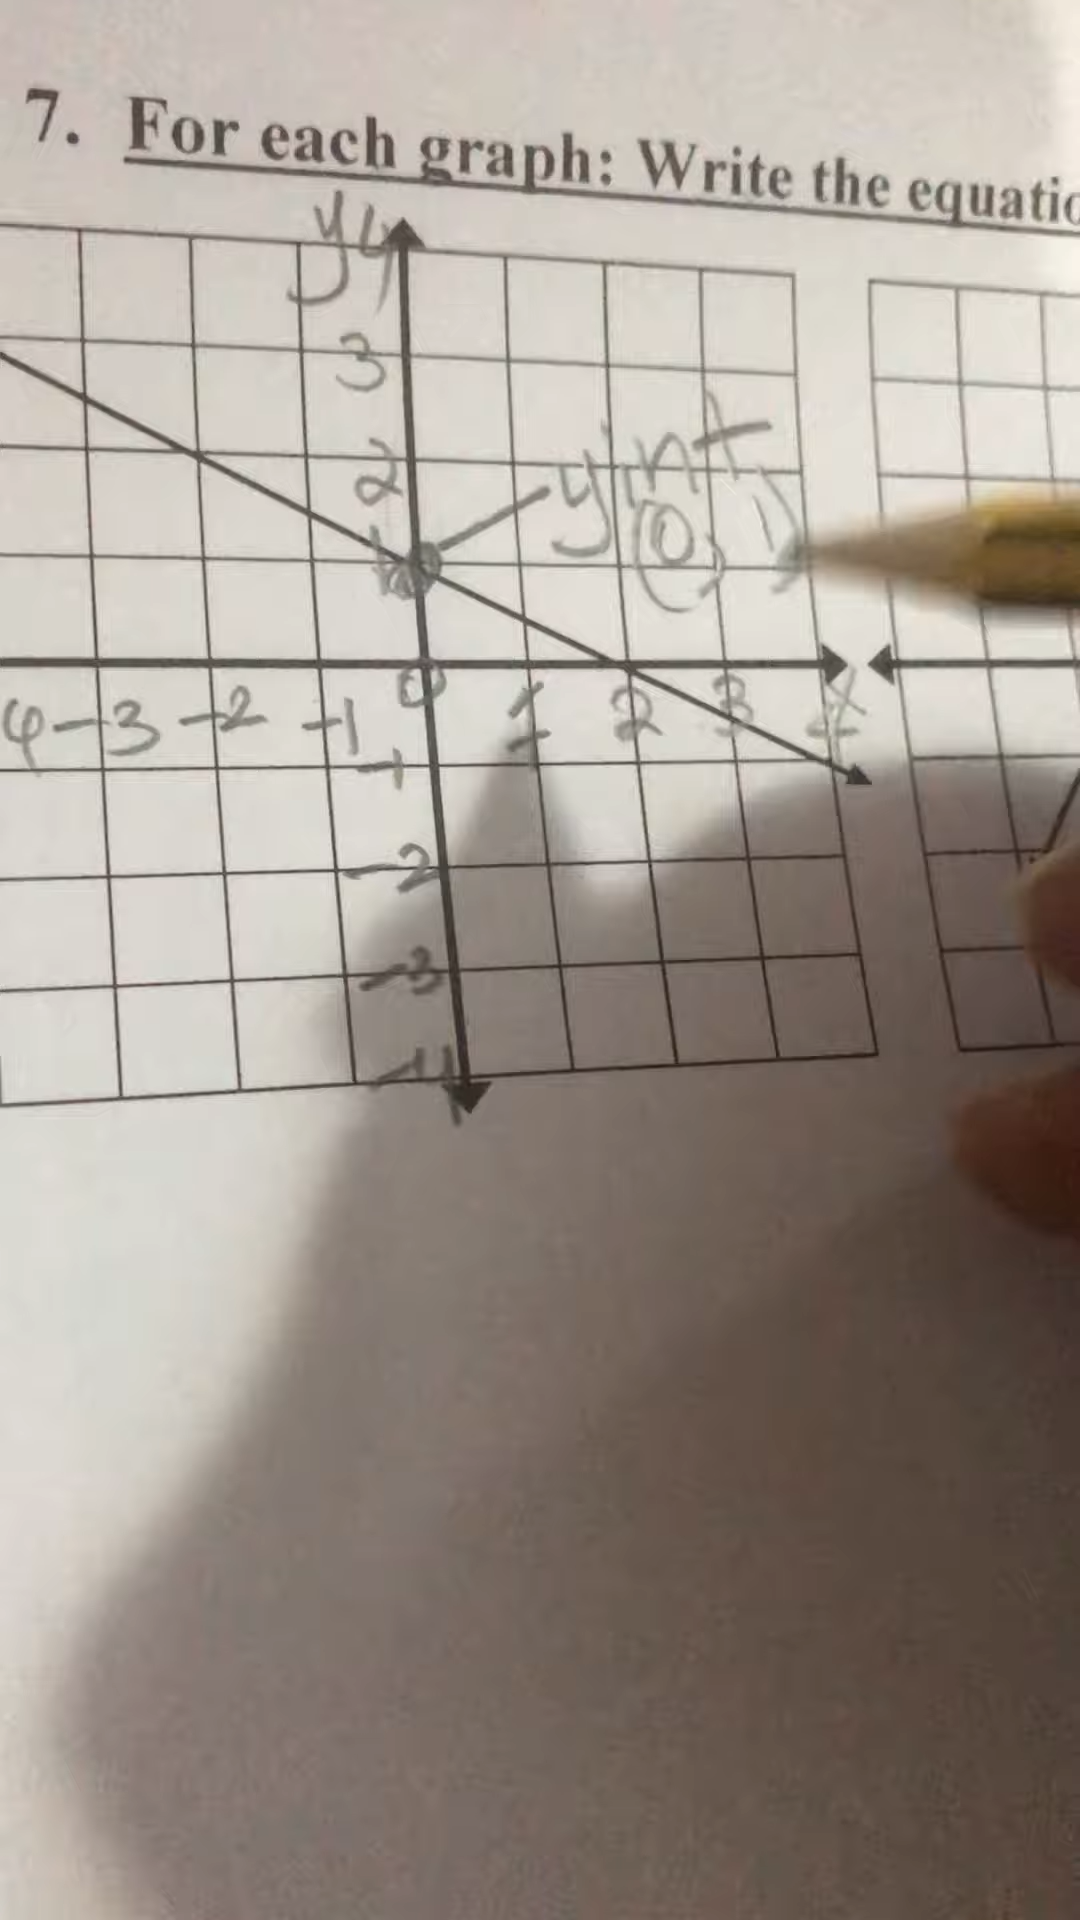 7. For each graph: Write the equatio
y 4
3
2
y int
(0, 1)
4 -3 -2 -1 0 1 2 3 4 x
-1
-2
-3
-4